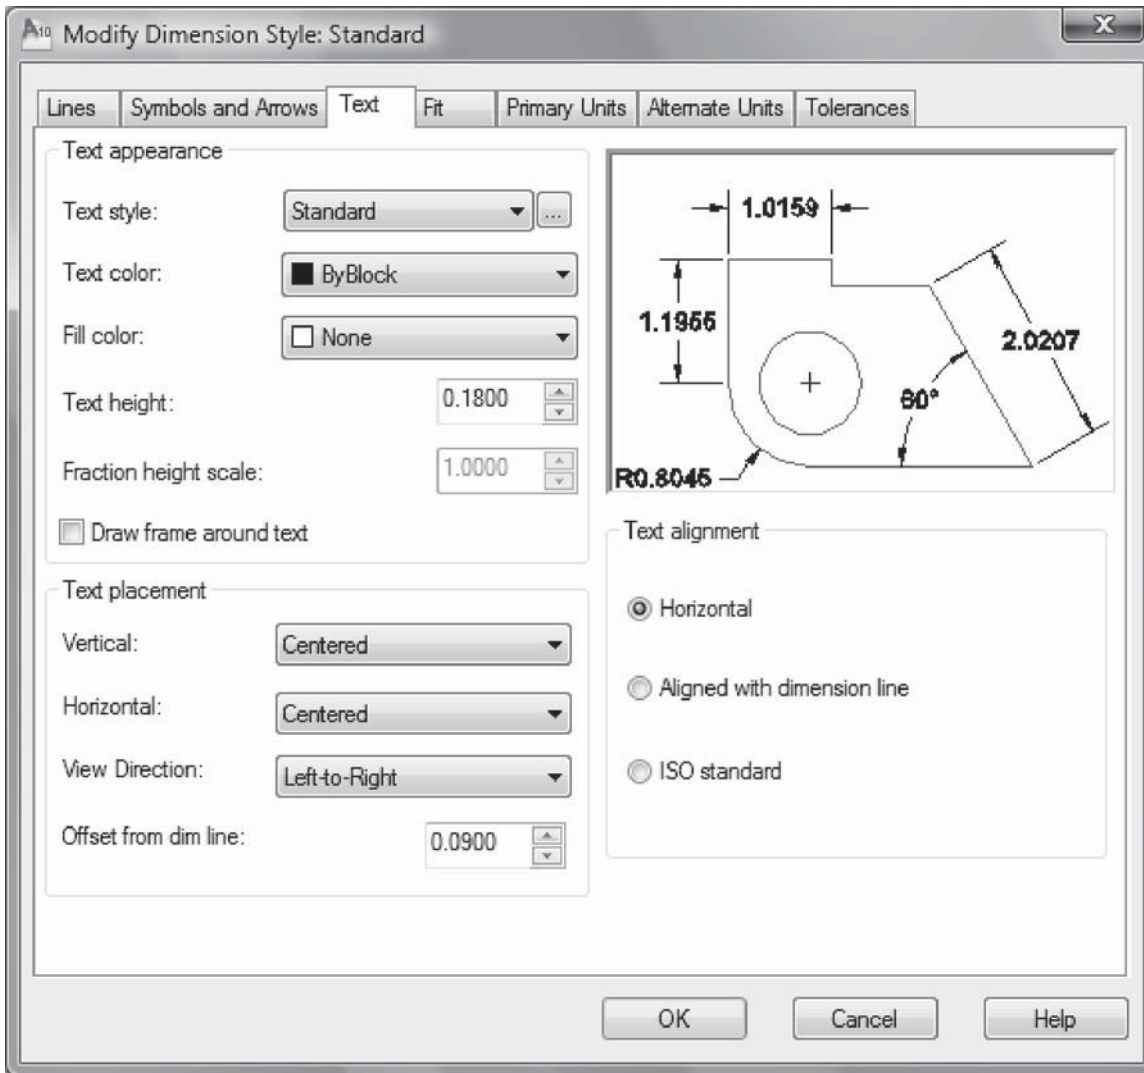 A10 Modify Dimension Style: Standard
X
Lines Symbols and Arrows Text Fit Primary Units Alternate Units Tolerances
Text appearance
Text style: Standard ...
Text color: ByBlock
Fill color: None
Text height: 0.1800
Fraction height scale: 1.0000
Draw frame around text
Text placement
Vertical: Centered
Horizontal: Centered
View Direction: Left-to-Right
Offset from dim line: 0.0900
1.0159
1.1955
2.0207
60°
R0.8045
Text alignment
Horizontal
Aligned with dimension line
ISO standard
OK Cancel Help